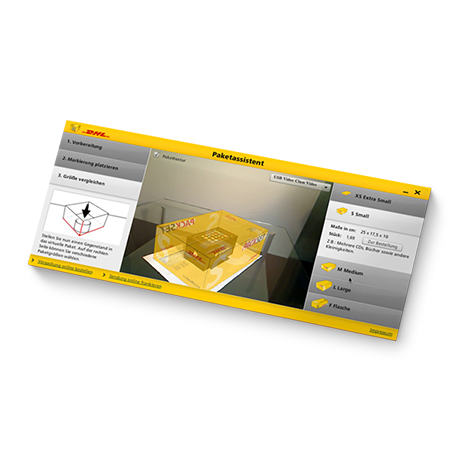 DHL
Paketassistent
1. Vorbereitung
2. Markierung platzieren
3. Größe vergleichen
Stellen Sie nun einen Gegenstand in
das virtuelle Paket. Auf der rechten
Seite können Sie verschiedene
Paketgrößen wählen.
Verpackung online bestellen
Sendung online frankieren
USB Video Class Video
PACKSET
XS Extra Small
S Small
Maße in cm: 25 x 17,5 x 10
Stück: 1,69
Zur Bestellung
Z.B.: Mehrere CDs, Bücher sowie andere
Kleinigkeiten.
M Medium
L Large
F Flasche
Impressum